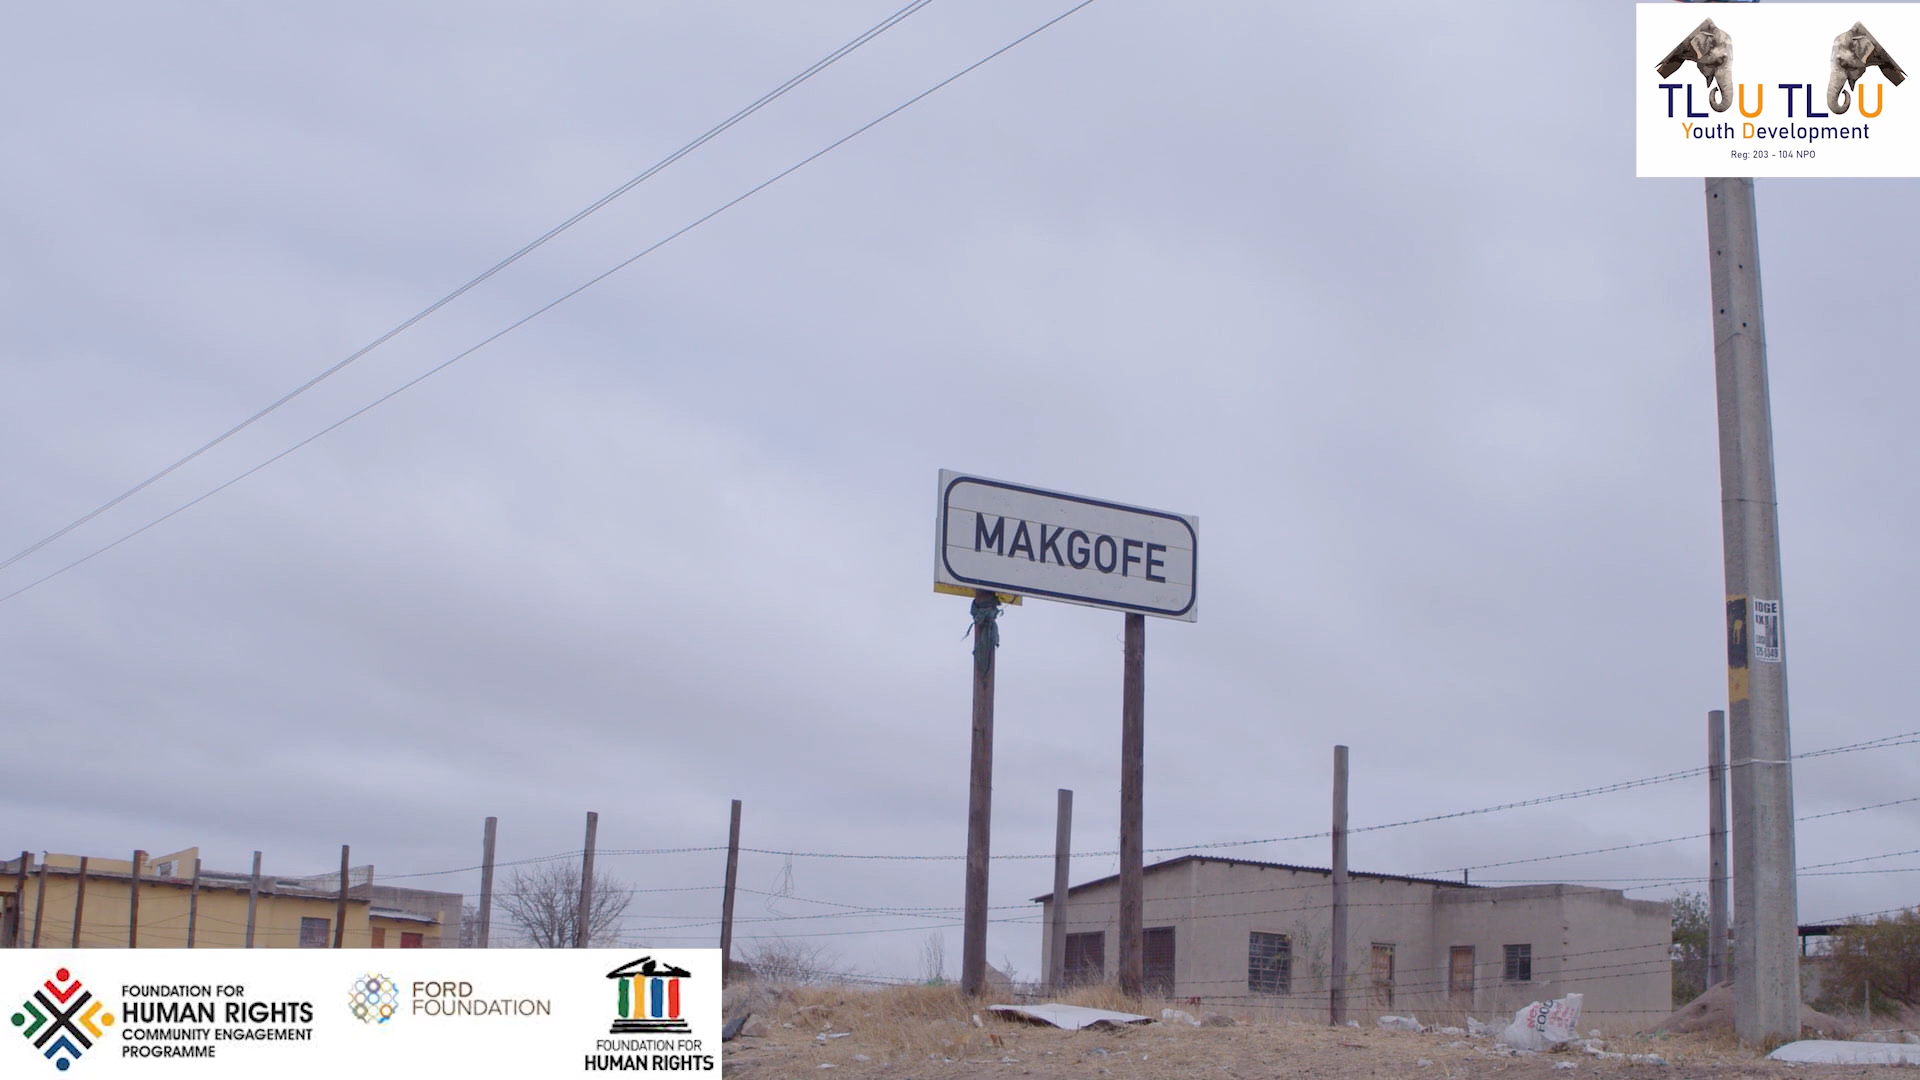 TLOU TLOU
Youth Development
Reg: 203 - 104 NPO
MAKGOFE
FOUNDATION FOR
HUMAN RIGHTS
COMMUNITY ENGAGEMENT
PROGRAMME
FORD
FOUNDATION
FOUNDATION FOR
HUMAN RIGHTS